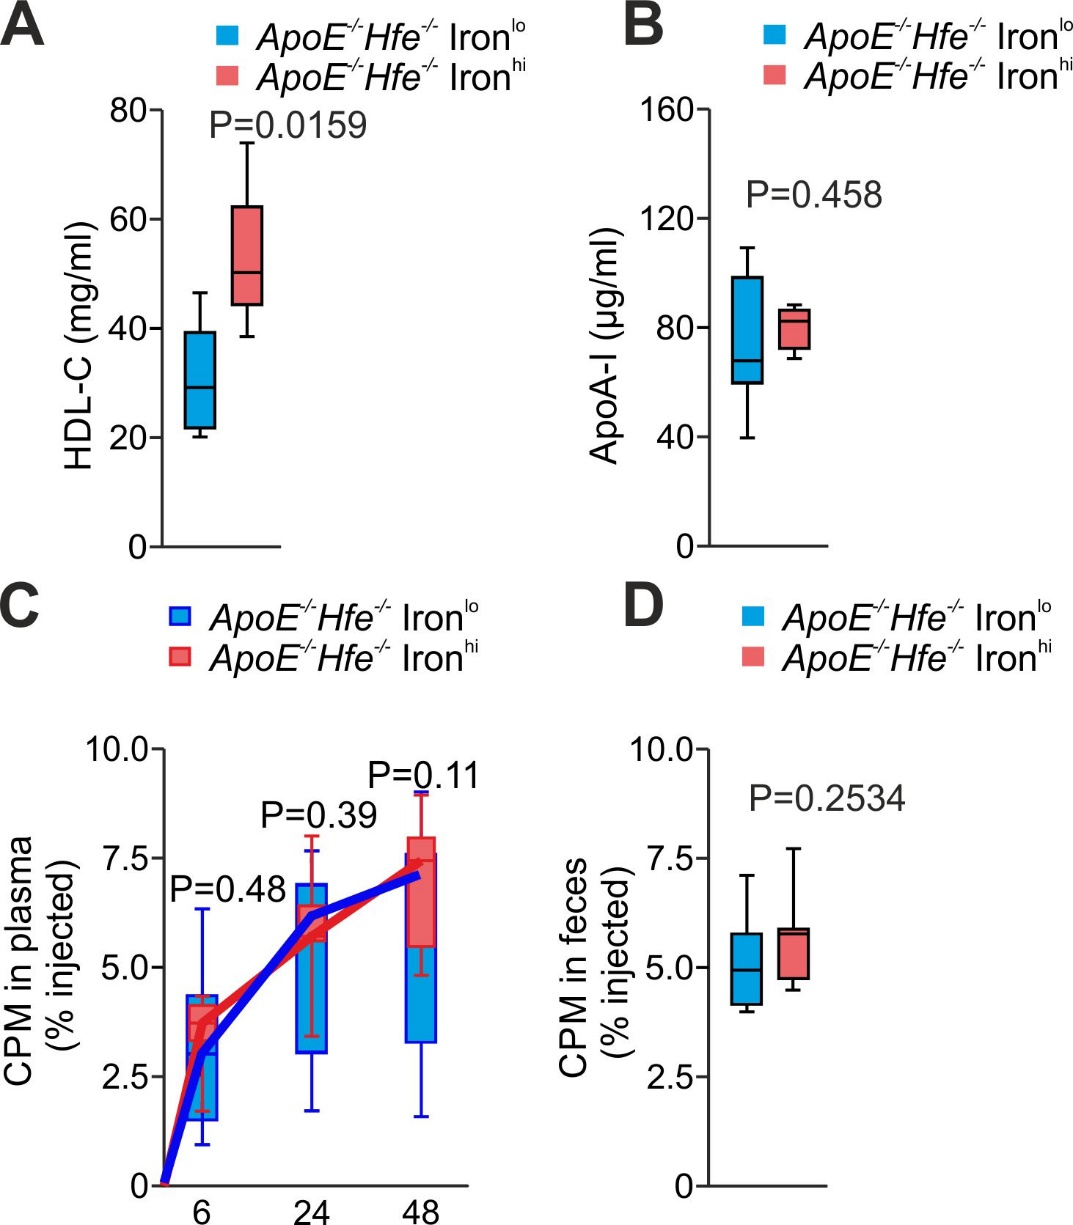 A
ApoE-/-Hfe-/- Ironlo
ApoE-/-Hfe-/- Ironhi
80
P=0.0159
60
40
20
0
HDL-C (mg/ml)
B
ApoE-/-Hfe-/- Ironlo
ApoE-/-Hfe-/- Ironhi
160
P=0.458
120
80
40
0
ApoA-I (µg/ml)
C
ApoE-/-Hfe-/- Ironlo
ApoE-/-Hfe-/- Ironhi
10.0
P=0.11
P=0.39
7.5
P=0.48
5.0
2.5
0
CPM in plasma
(% injected)
6 24 48
D
ApoE-/-Hfe-/- Ironlo
ApoE-/-Hfe-/- Ironhi
10.0
P=0.2534
7.5
5.0
2.5
0
CPM in feces
(% injected)